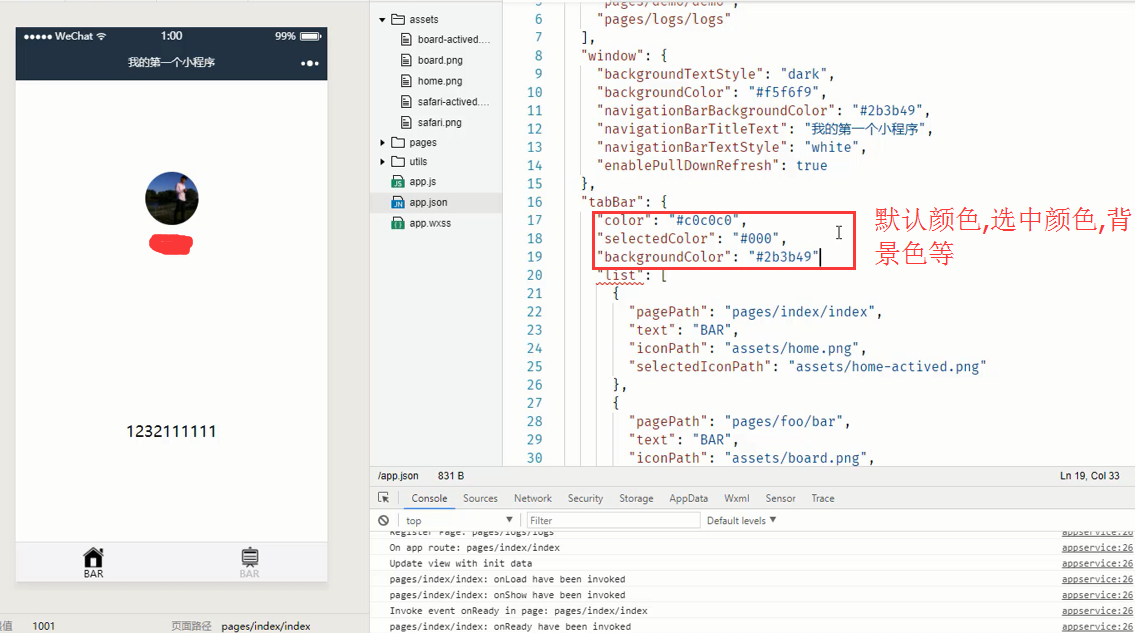 ●●●●● WeChat
1:00
99%
我的第一个小程序
1232111111
BAR
BAR
1001
页面路径
pages/index/index
assets
board-actived....
board.png
home.png
safari-actived....
safari.png
pages
utils
app.js
app.json
app.wxss
6 "pages/logs/logs"
7 ],
8 "window": {
9 "backgroundTextStyle": "dark",
10 "backgroundColor": "#f5f6f9",
11 "navigationBarBackgroundColor": "#2b3b49",
12 "navigationBarTitleText": "我的第一个小程序",
13 "navigationBarTextStyle": "white",
14 "enablePullDownRefresh": true
15 },
16 "tabBar": {
17 "color": "#c0c0c0",
18 "selectedColor": "#000",
19 "backgroundColor": "#2b3b49"
20 "list": [
21 {
22 "pagePath": "pages/index/index",
23 "text": "BAR",
24 "iconPath": "assets/home.png",
25 "selectedIconPath": "assets/home-actived.png"
26 },
27 {
28 "pagePath": "pages/foo/bar",
29 "text": "BAR",
30 "iconPath": "assets/board.png",
默认颜色,选中颜色,背
景色等
/app.json 831 B
Ln 19, Col 33
Console Sources Network Security Storage AppData Wxml Sensor Trace
top Filter Default levels
Register Page: pages/logs/logs appservice:26
On app route: pages/index/index appservice:26
Update view with init data appservice:26
pages/index/index: onLoad have been invoked appservice:26
pages/index/index: onShow have been invoked appservice:26
Invoke event onReady in page: pages/index/index appservice:26
pages/index/index: onReady have been invoked appservice:26